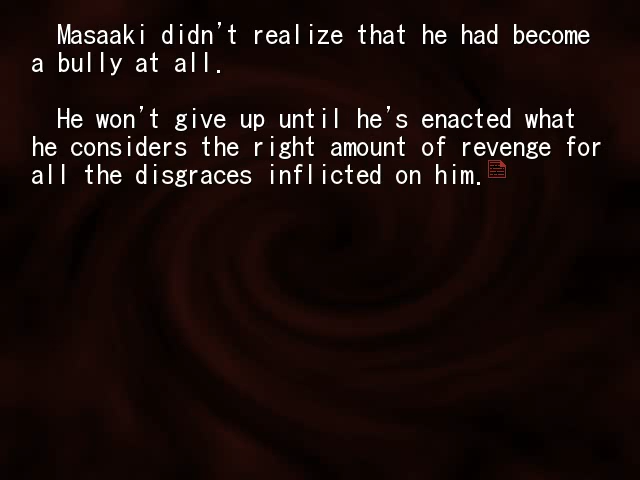 Masaaki didn't realize that he had become
a bully at all.
He won't give up until he's enacted what
he considers the right amount of revenge for
all the disgraces inflicted on him.